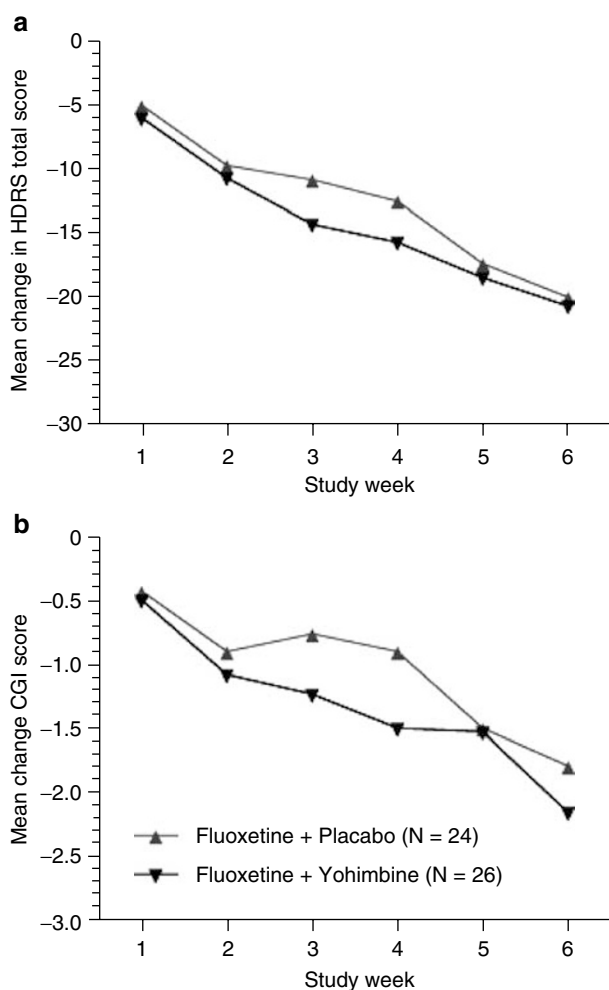 a
0
–5
–10
–15
–20
–25
–30
Mean change in HDRS total score
1 2 3 4 5 6
Study week
b
0
–0.5
–1.0
–1.5
–2.0
–2.5
–3.0
Mean change CGI score
Fluoxetine + Placabo (N = 24)
Fluoxetine + Yohimbine (N = 26)
1 2 3 4 5 6
Study week